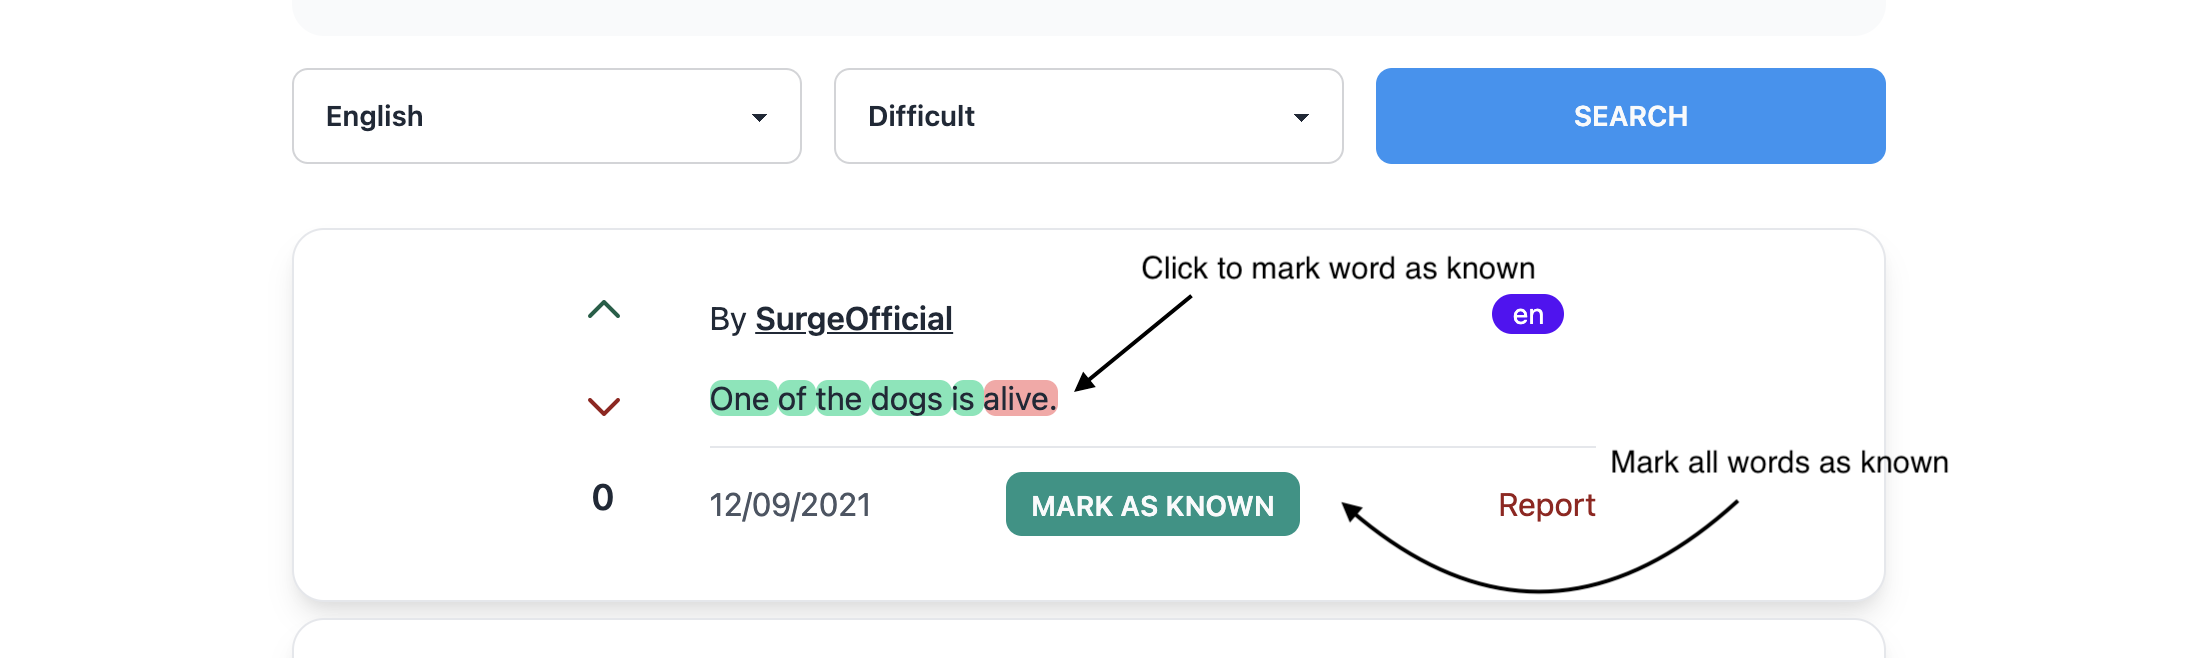 English
Difficult
SEARCH
Click to mark word as known
By SurgeOfficial
en
One of the dogs is alive.
Mark all words as known
0
12/09/2021
MARK AS KNOWN
Report